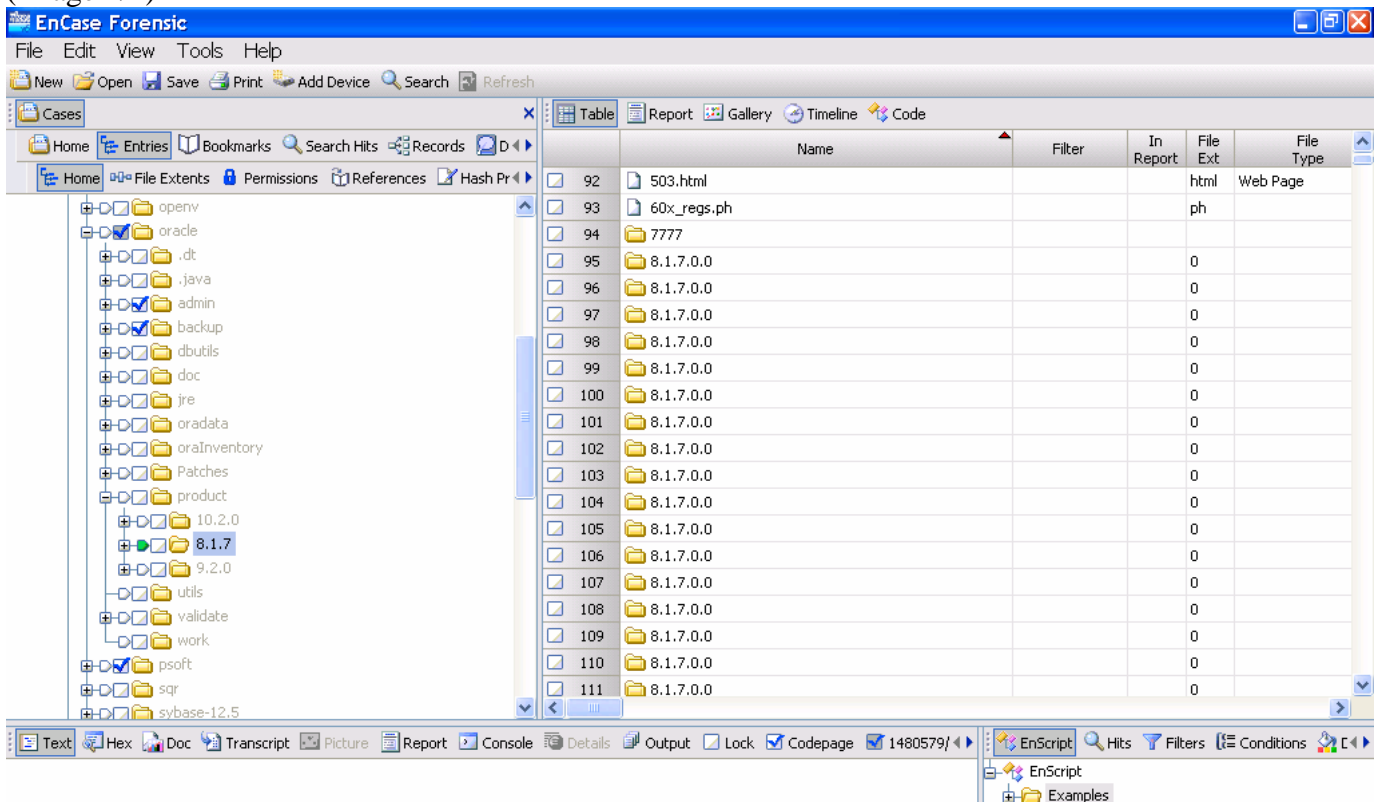 EnCase Forensic
File Edit View Tools Help
New Open Save Print Add Device Search Refresh
Cases
Home Entries Bookmarks Search Hits Records D
Home File Extents Permissions References Hash Pr
openv
oracle
.dt
.java
admin
backup
dbutils
doc
jre
oradata
oraInventory
Patches
product
10.2.0
8.1.7
9.2.0
utils
validate
work
psoft
sqr
sybase-12.5
Table Report Gallery Timeline Code
Name Filter In Report File Ext File Type
92 503.html html Web Page
93 60x_regs.ph ph
94 7777
95 8.1.7.0.0 0
96 8.1.7.0.0 0
97 8.1.7.0.0 0
98 8.1.7.0.0 0
99 8.1.7.0.0 0
100 8.1.7.0.0 0
101 8.1.7.0.0 0
102 8.1.7.0.0 0
103 8.1.7.0.0 0
104 8.1.7.0.0 0
105 8.1.7.0.0 0
106 8.1.7.0.0 0
107 8.1.7.0.0 0
108 8.1.7.0.0 0
109 8.1.7.0.0 0
110 8.1.7.0.0 0
111 8.1.7.0.0 0
Text Hex Doc Transcript Picture Report Console Details Output Lock Codepage 1480579/
EnScript Hits Filters Conditions
EnScript
Examples